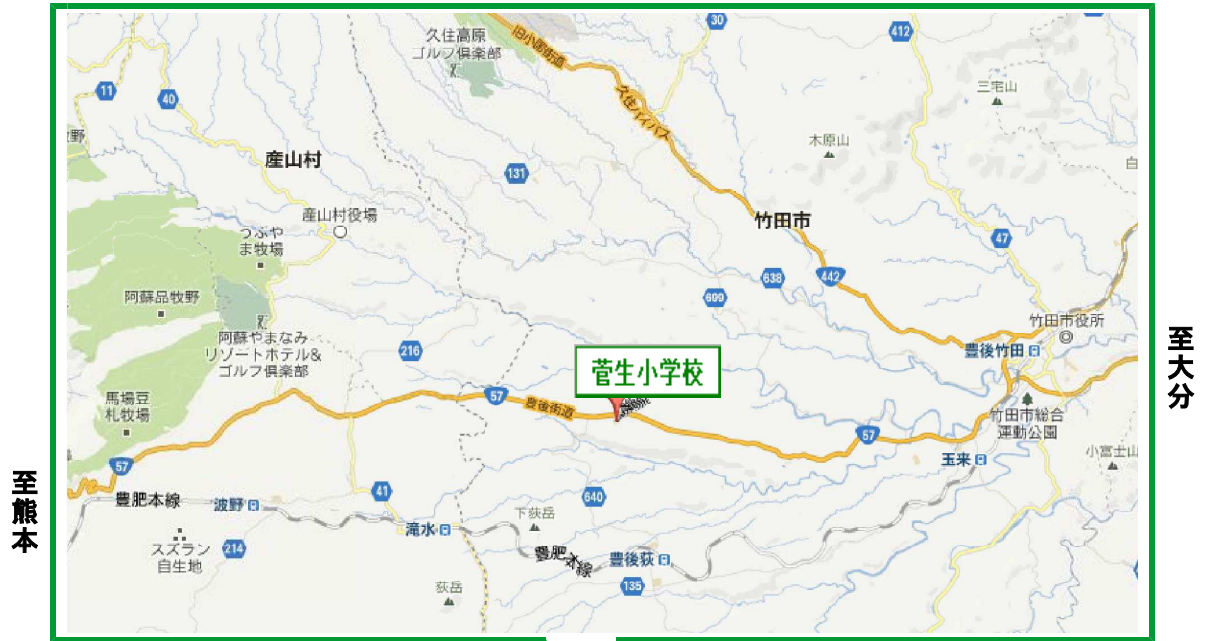 久住高原
ゴルフ倶楽部
旧小国街道
30
412
11
40
三宅山
久住バイパス
野
木原山
産山村
131
白
産山村役場
竹田市
つぶや
ま牧場
47
638
442
阿蘇品牧野
609
竹田市役所
阿蘇やまなみ
リゾートホテル&
ゴルフ倶楽部
216
豊後竹田
至大分
菅生小学校
馬場豆
札牧場
57
豊後街道
竹田市総合
運動公園
57
玉来
小富士山
57
至熊本
豊肥本線
波野
41
640
滝水
下荻岳
スズラン
自生地
214
豊肥本線
豊後荻
135
荻岳